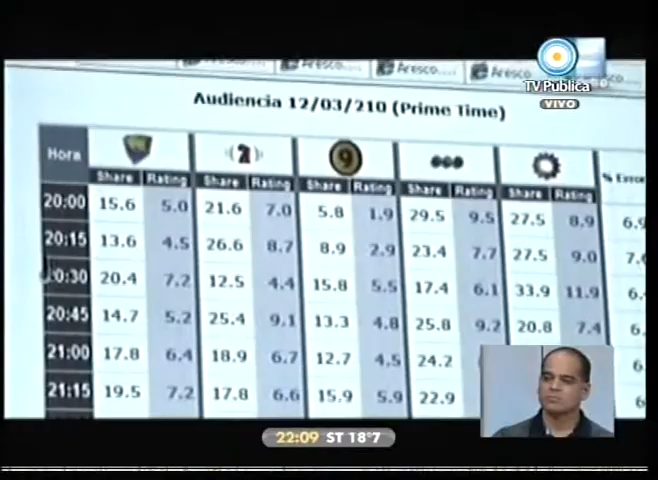 Aresco....
Aresco....
Aresco....
TV Pública
VIVO
Audiencia 12/03/210 (Prime Time)
Hora 2 9 % Error
Share Rating Share Rating Share Rating Share Rating Share Rating
20:00 15.6 5.0 21.6 7.0 5.8 1.9 29.5 9.5 27.5 8.9 6.9
20:15 13.6 4.5 26.6 8.7 8.9 2.9 23.4 7.7 27.5 9.0
20:30 20.4 7.2 12.5 4.4 15.8 5.5 17.4 6.1 33.9 11.9
20:45 14.7 5.2 25.4 9.1 13.3 4.8 25.8 9.2 20.8 7.4
21:00 17.8 6.4 18.9 6.7 12.7 4.5 24.2
21:15 19.5 7.2 17.8 6.6 15.9 5.9 22.9
22:09 ST 18°7